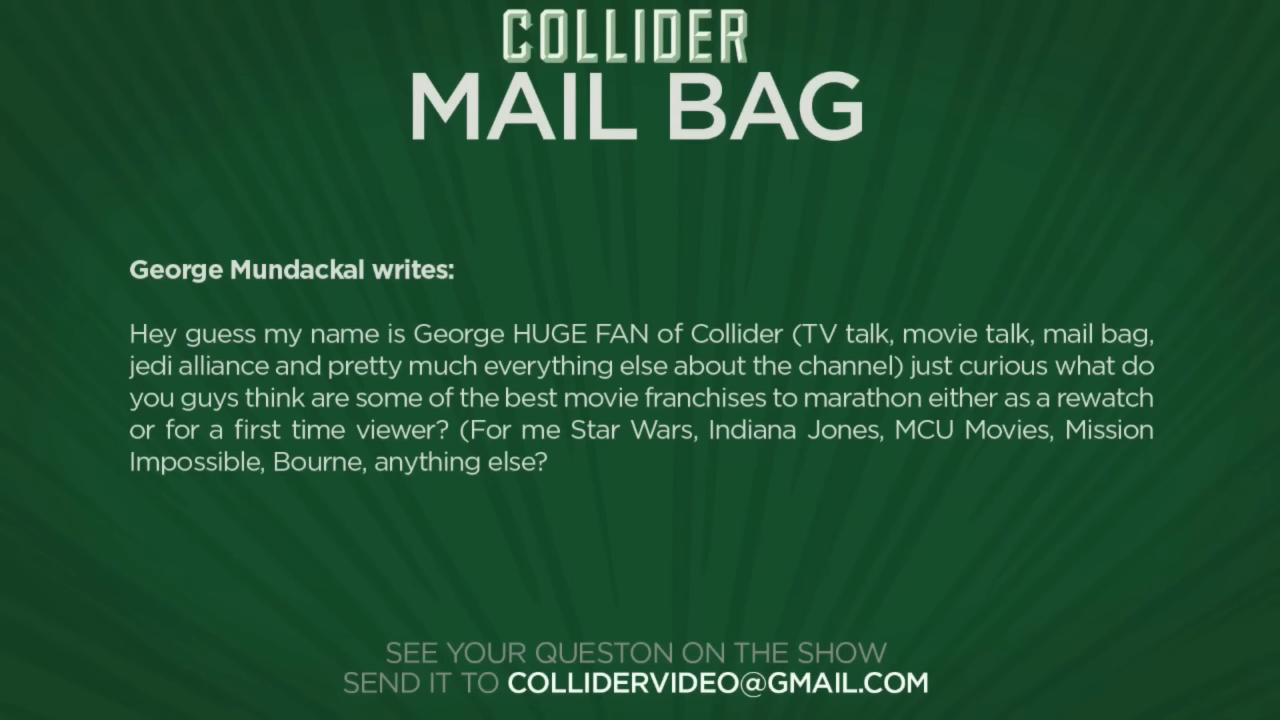 COLLIDER
MAIL BAG
George Mundackal writes:
Hey guess my name is George HUGE FAN of Collider (TV talk, movie talk, mail bag,
jedi alliance and pretty much everything else about the channel) just curious what do
you guys think are some of the best movie franchises to marathon either as a rewatch
or for a first time viewer? (For me Star Wars, Indiana Jones, MCU Movies, Mission
Impossible, Bourne, anything else?
SEE YOUR QUESTON ON THE SHOW
SEND IT TO COLLIDERVIDEO@GMAIL.COM